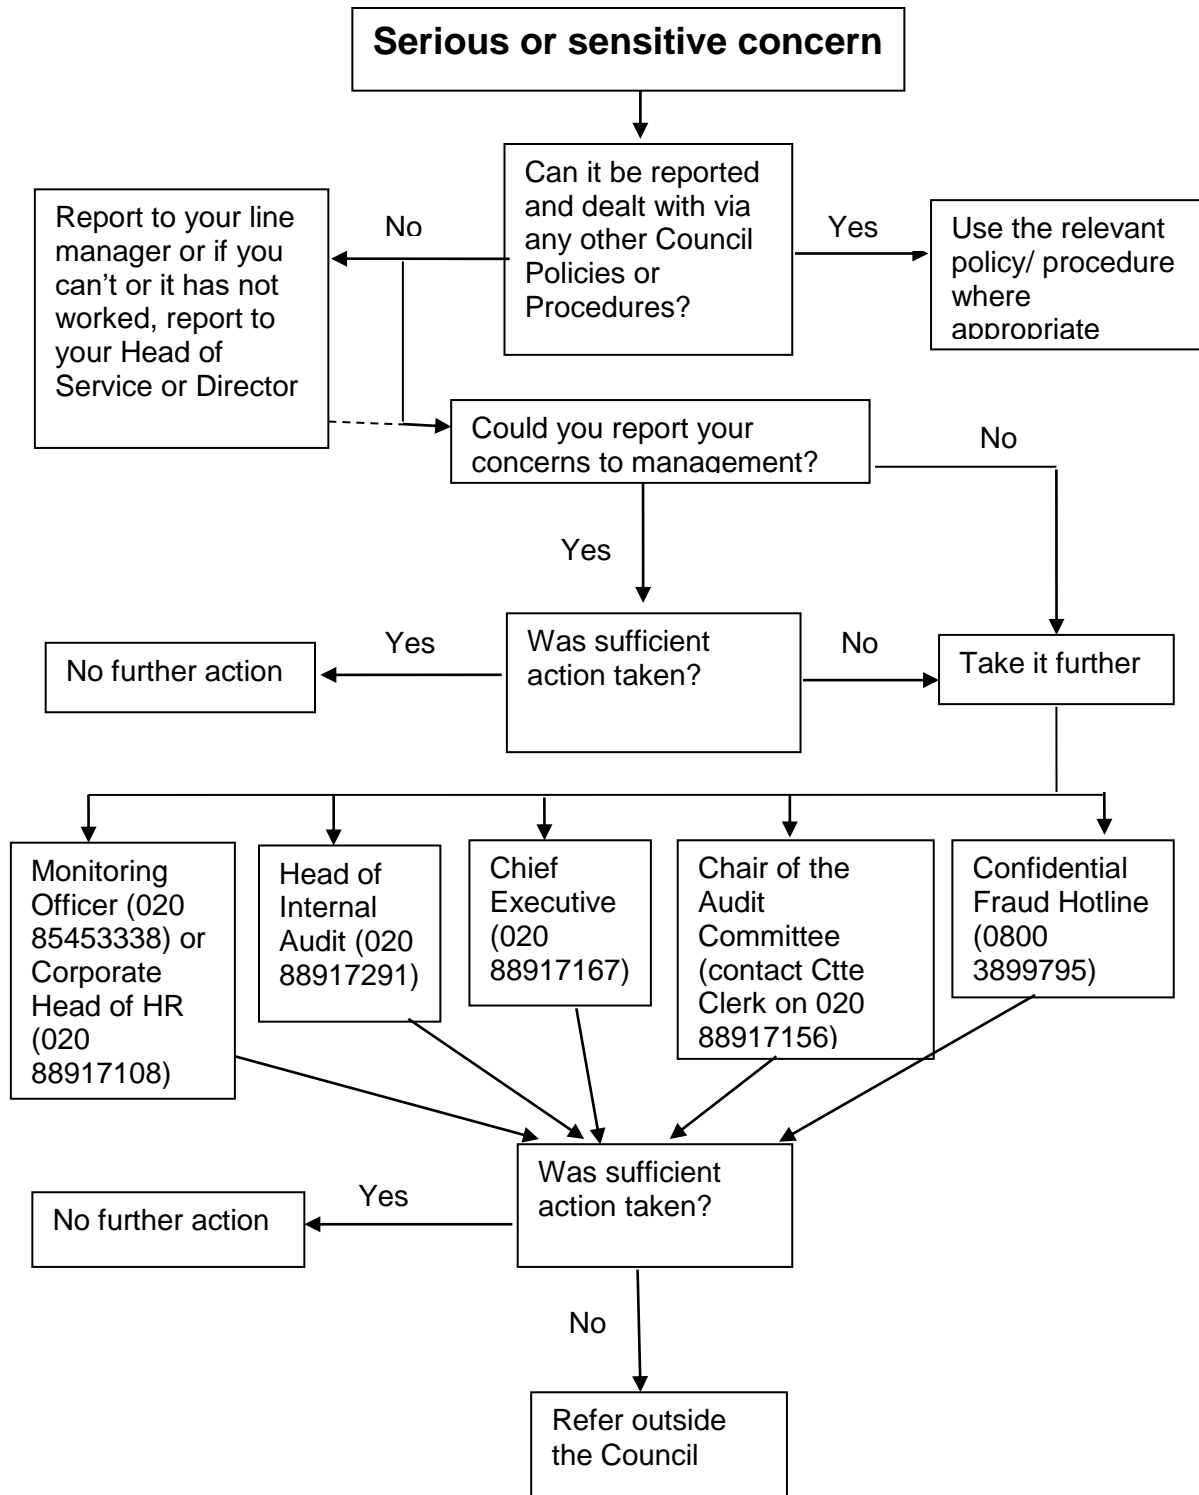 Serious or sensitive concern
Can it be reported
and dealt with via
any other Council
Policies or
Procedures?
No
Yes
Report to your line
manager or if you
can't or it has not
worked, report to
your Head of
Service or Director
Use the relevant
policy/ procedure
where
appropriate
Could you report your
concerns to management?
No
Yes
Was sufficient
action taken?
Yes
No
No further action
Take it further
Monitoring
Officer (020
85453338) or
Corporate
Head of HR
(020
88917108)
Head of
Internal
Audit (020
88917291)
Chief
Executive
(020
88917167)
Chair of the
Audit
Committee
(contact Ctte
Clerk on 020
88917156)
Confidential
Fraud Hotline
(0800
3899795)
Was sufficient
action taken?
Yes
No further action
No
Refer outside
the Council